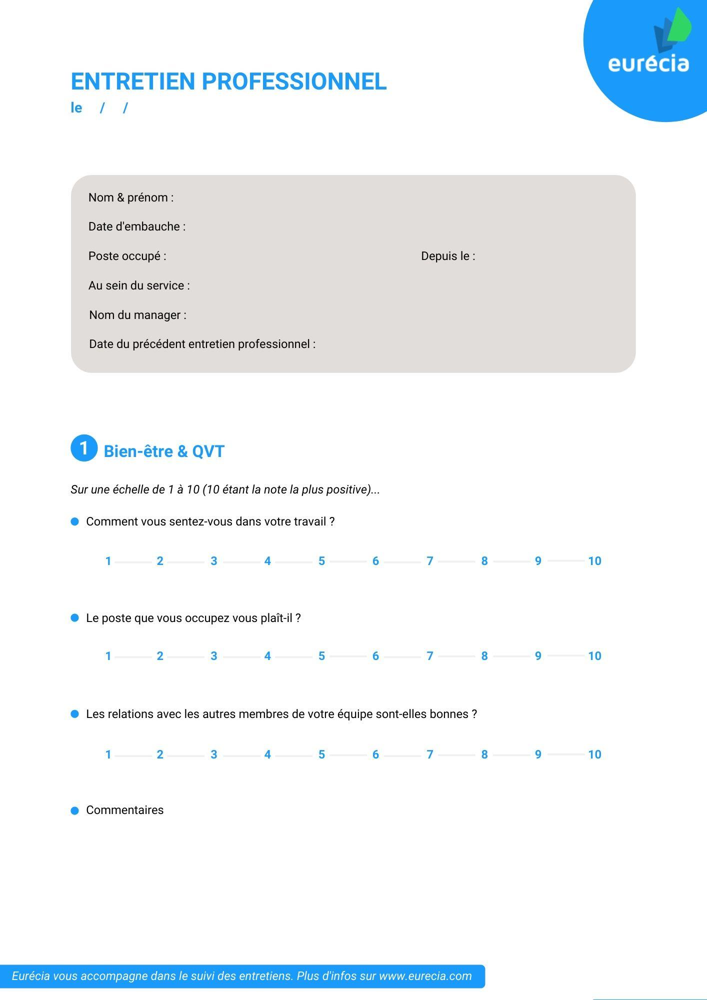 eurécia
ENTRETIEN PROFESSIONNEL
le / /
Nom & prénom :
Date d'embauche :
Poste occupé : Depuis le :
Au sein du service :
Nom du manager :
Date du précédent entretien professionnel :
1 Bien-être & QVT
Sur une échelle de 1 à 10 (10 étant la note la plus positive)...
Comment vous sentez-vous dans votre travail ?
1 2 3 4 5 6 7 8 9 10
Le poste que vous occupez vous plaît-il ?
1 2 3 4 5 6 7 8 9 10
Les relations avec les autres membres de votre équipe sont-elles bonnes ?
1 2 3 4 5 6 7 8 9 10
Commentaires
Eurécia vous accompagne dans le suivi des entretiens. Plus d'infos sur www.eurecia.com